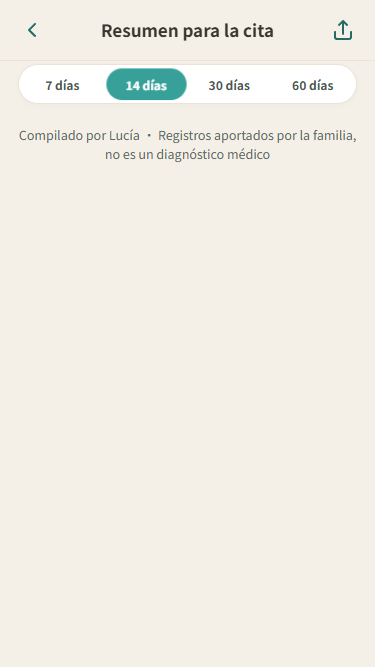 Resumen para la cita
7 días
14 días
30 días
60 días
Compilado por Lucía • Registros aportados por la familia,
no es un diagnóstico médico